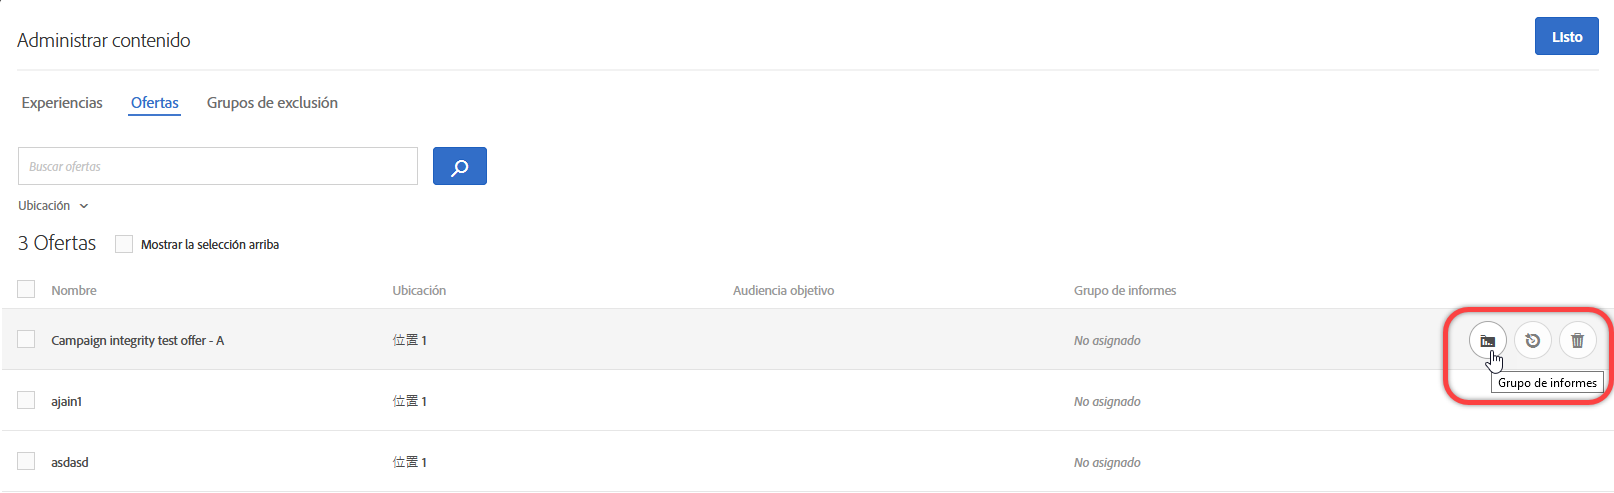 Administrar contenido
Listo
Experiencias Ofertas Grupos de exclusión
Buscar ofertas
Ubicación
3 Ofertas Mostrar la selección arriba
Nombre Ubicación Audiencia objetivo Grupo de informes
Campaign integrity test offer - A 位置 1 No asignado
Grupo de informes
ajain1 位置 1 No asignado
asdasd 位置 1 No asignado